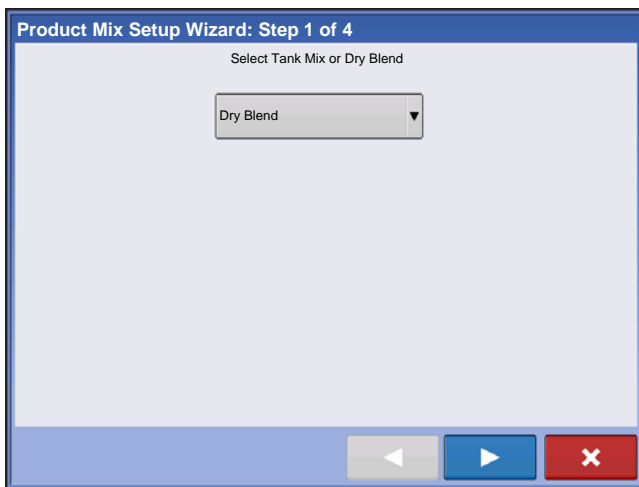 Product Mix Setup Wizard: Step 1 of 4
Select Tank Mix or Dry Blend
Dry Blend